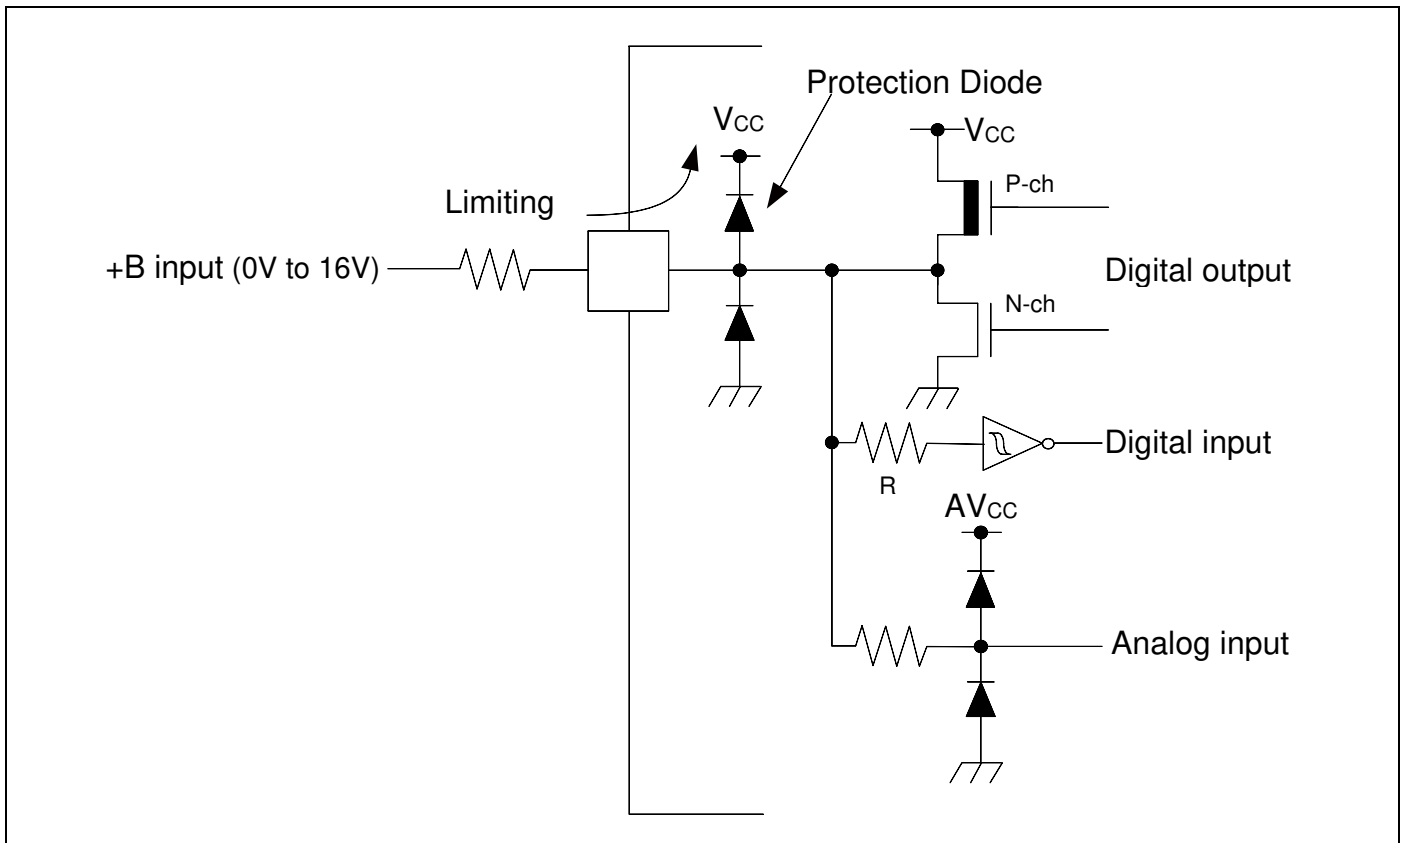 Protection Diode
VCC
VCC
P-ch
Limiting
+B input (0V to 16V)
Digital output
N-ch
Digital input
R
AVCC
Analog input